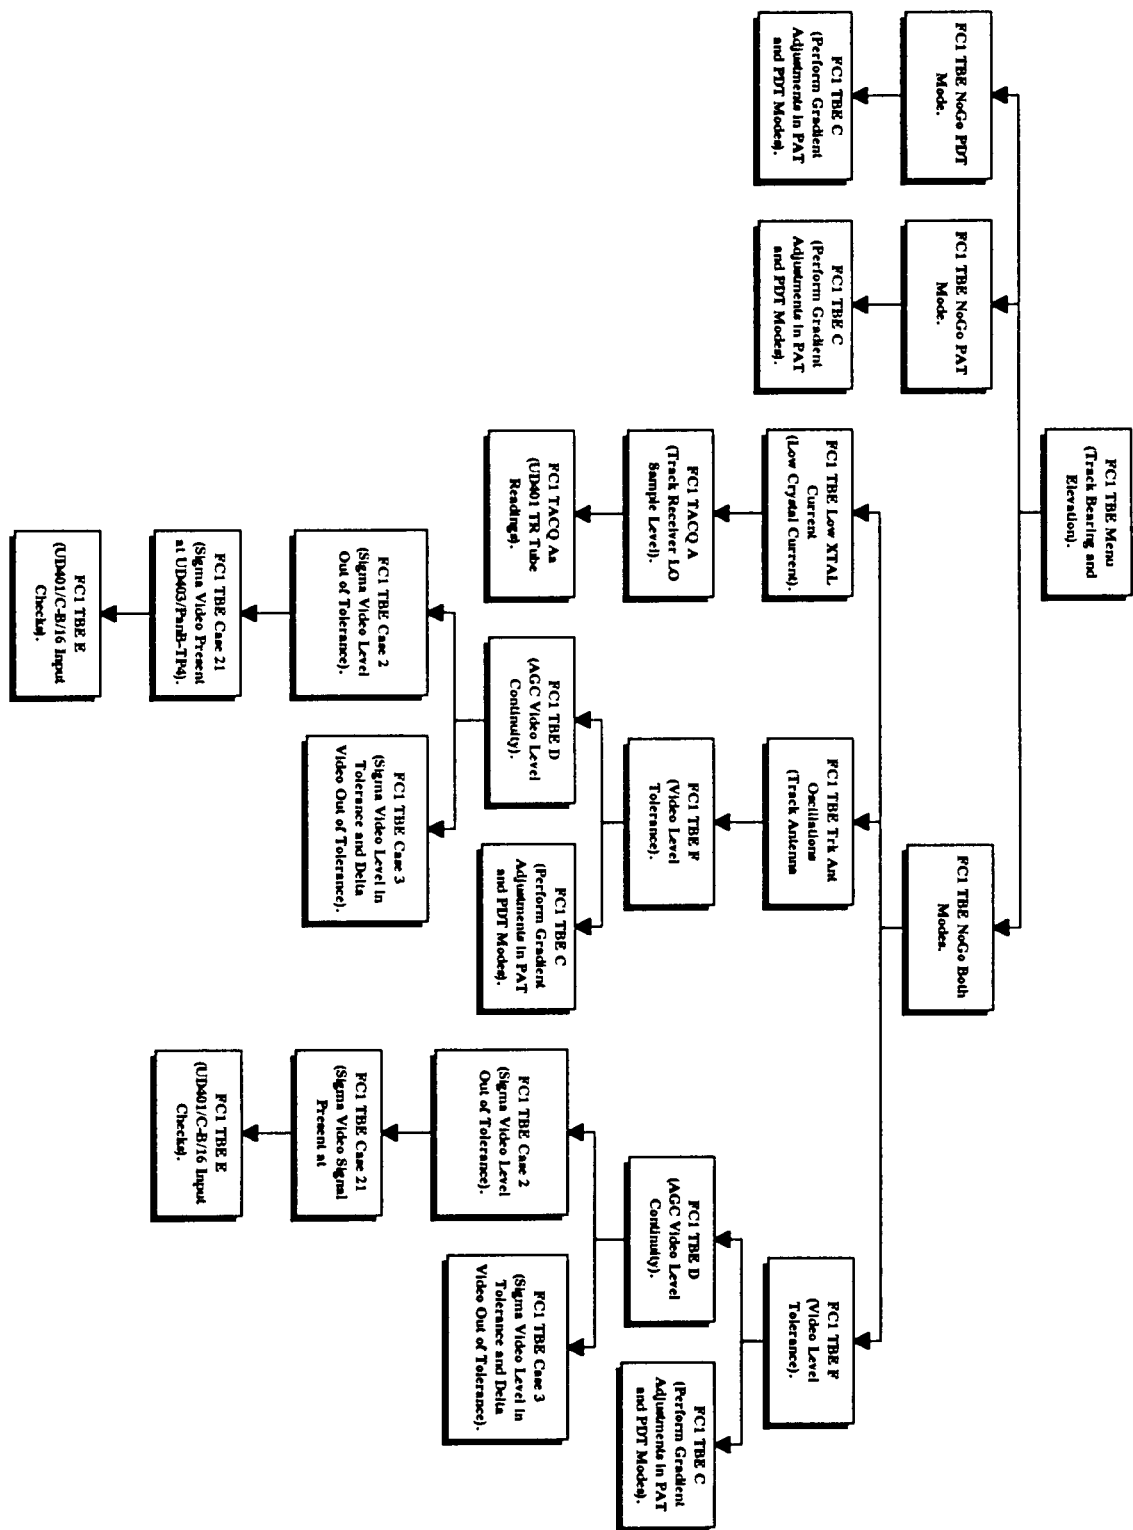 FC1 TBE Menu
(Track Bearing and
Elevation).
FC1 TBE NoGo PDT
Mode.
FC1 TBE NoGo PAT
Mode.
FC1 TBE NoGo Both
Modes.
FC1 TBE C
(Perform Gradient
Adjustments in PAT
and PDT Modes).
FC1 TBE C
(Perform Gradient
Adjustments in PAT
and PDT Modes).
FC1 TBE Low XTAL
Current
(Low Crystal Current).
FC1 TBE Trk Ant
Oscillations
(Track Antenna
FC1 TBE F
(Video Level
Tolerance).
FC1 TACQ A
(Track Receiver LO
Sample Level).
FC1 TBE F
(Video Level
Tolerance).
FC1 TBE D
(AGC Video Level
Continuity).
FC1 TBE C
(Perform Gradient
Adjustments in PAT
and PDT Modes).
FC1 TACQ Aa
(UD401 TR Tube
Readings).
FC1 TBE D
(AGC Video Level
Continuity).
FC1 TBE C
(Perform Gradient
Adjustments in PAT
and PDT Modes).
FC1 TBE Case 2
(Sigma Video Level
Out of Tolerance).
FC1 TBE Case 3
(Sigma Video Level in
Tolerance and Delta
Video Out of Tolerance).
FC1 TBE Case 2
(Sigma Video Level
Out of Tolerance).
FC1 TBE Case 3
(Sigma Video Level in
Tolerance and Delta
Video Out of Tolerance).
FC1 TBE Case 21
(Sigma Video Signal
Present at
FC1 TBE Case 21
(Sigma Video Present
at UD403/PanB-TP4).
FC1 TBE E
(UD401/C-B/16 Input
Checks).
FC1 TBE E
(UD401/C-B/16 Input
Checks).